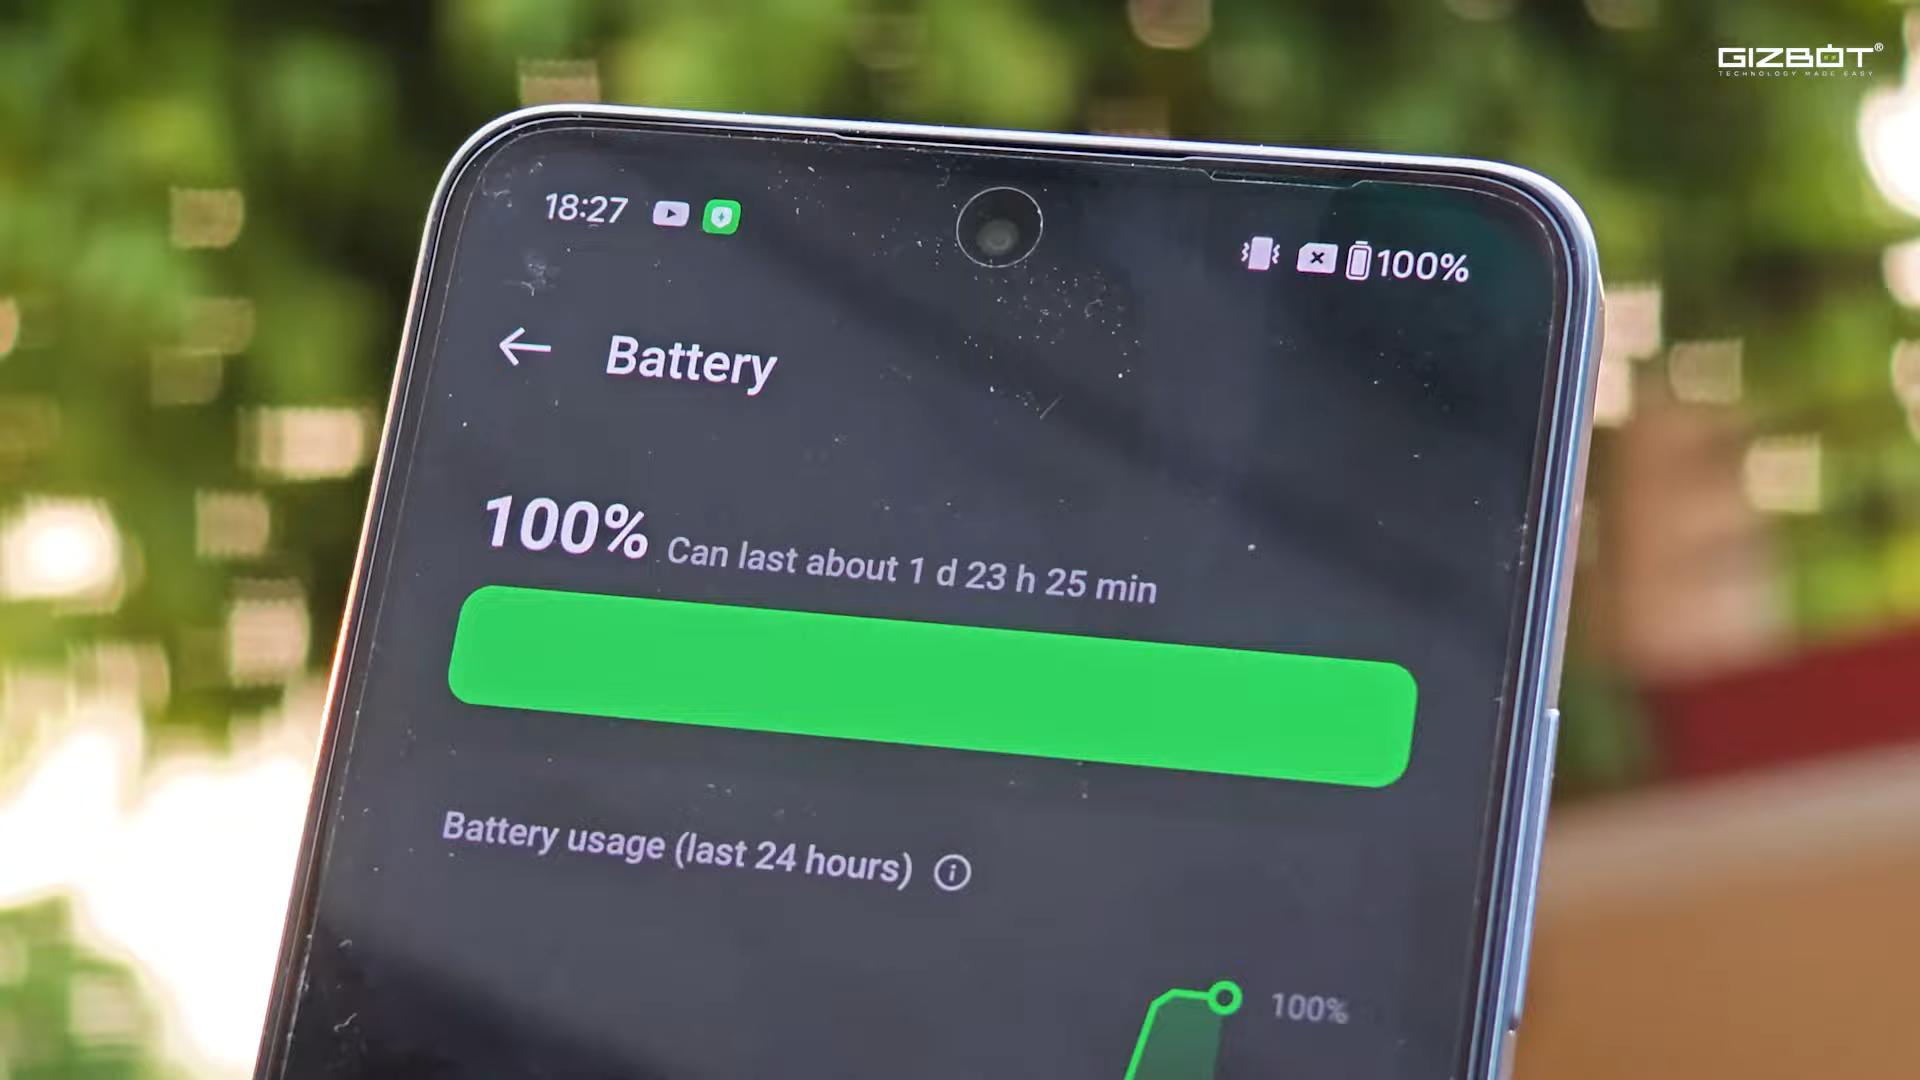 GIZBOT®
TECHNOLOGY MADE EASY
18:27
100%
Battery
100% Can last about 1 d 23 h 25 min
Battery usage (last 24 hours)
100%